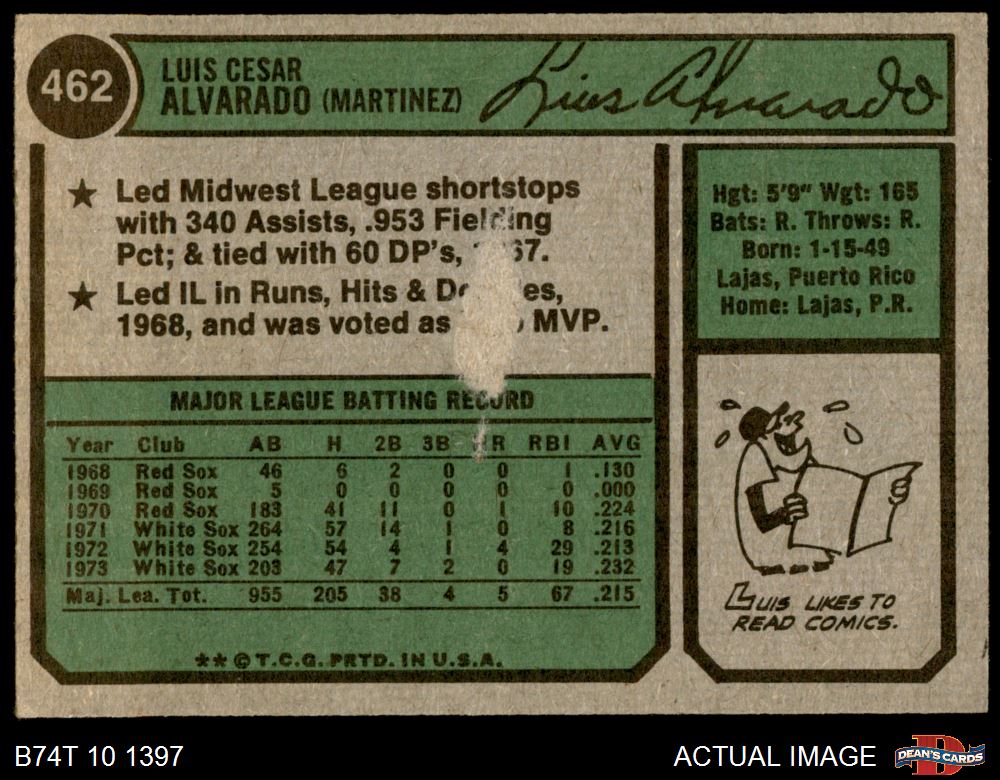 462
LUIS CESAR
ALVARADO (MARTINEZ)
Luis Alvarado
★ Led Midwest League shortstops
with 340 Assists, .953 Fielding
Pct; & tied with 60 DP's, 67.
★ Led IL in Runs, Hits &
1968, and was voted as MVP.
Hgt: 5'9" Wgt: 165
Bats: R. Throws: R.
Born: 1-15-49
Lajas, Puerto Rico
Home: Lajas, P.R.
MAJOR LEAGUE BATTING RECORD
Year Club AB H 2B 3B HR RBI AVG
1968 Red Sox 46 6 2 0 0 1 .130
1969 Red Sox 5 0 0 0 0 0 .000
1970 Red Sox 183 41 11 0 1 10 .224
1971 White Sox 264 57 14 1 0 8 .216
1972 White Sox 254 54 4 1 4 29 .213
1973 White Sox 203 47 7 2 0 19 .232
Maj. Lea. Tot. 955 205 38 4 5 67 .215
LUIS LIKES TO
READ COMICS.
** © T.C.G. PRTD. IN U.S.A.
B74T 10 1397
ACTUAL IMAGE
D
DEAN'S CARDS